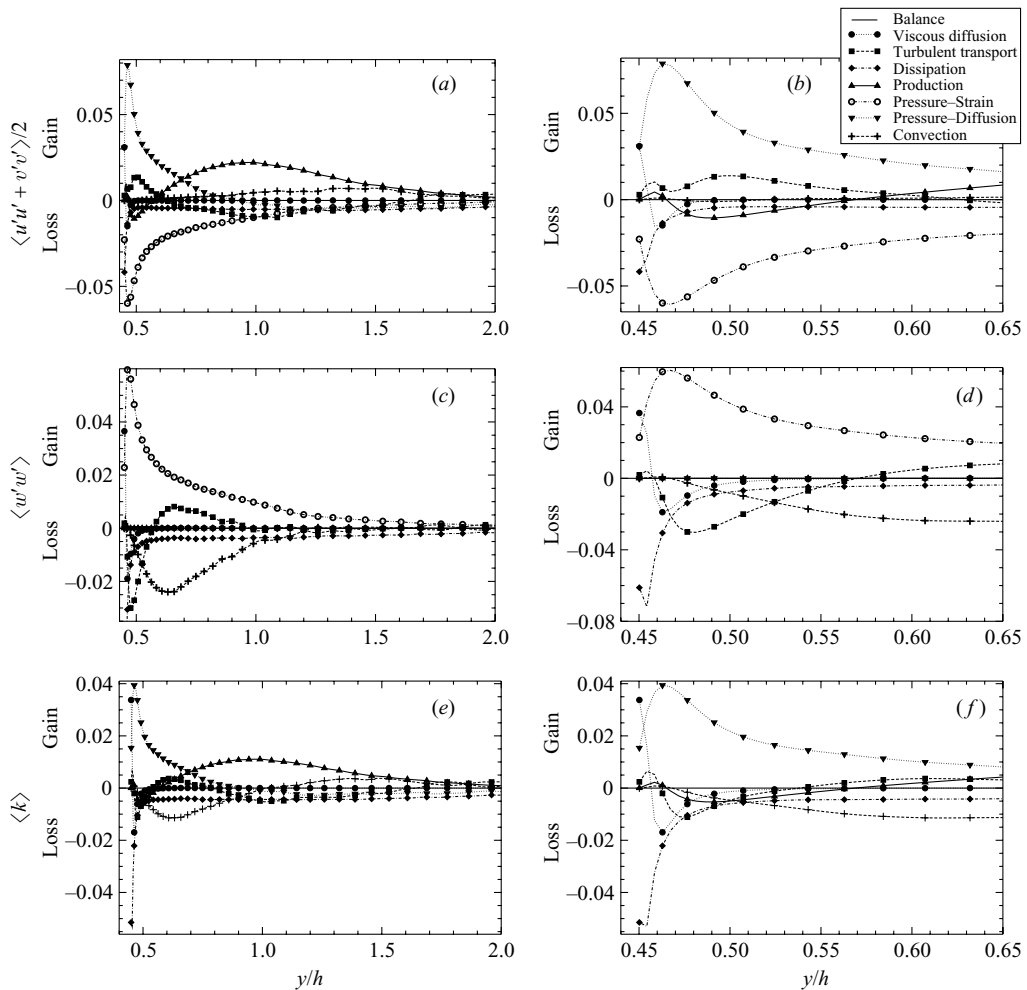 Balance
Viscous diffusion
Turbulent transport
Dissipation
Production
Pressure–Strain
Pressure–Diffusion
Convection
(a)
(b)
⟨u′u′ + v′v′⟩/2
Loss Gain
0.05
0
–0.05
0.5 1.0 1.5 2.0
Loss Gain
0.05
0
–0.05
0.45 0.50 0.55 0.60 0.65
(c)
(d)
⟨w′w′⟩
Loss Gain
0.04
0.02
0
–0.02
0.5 1.0 1.5 2.0
Loss Gain
0.04
0
–0.04
–0.08
0.45 0.50 0.55 0.60 0.65
(e)
(f)
⟨k⟩
Loss Gain
0.04
0.02
0
–0.02
–0.04
0.5 1.0 1.5 2.0
y/h
Loss Gain
0.04
0.02
0
–0.02
–0.04
0.45 0.50 0.55 0.60 0.65
y/h